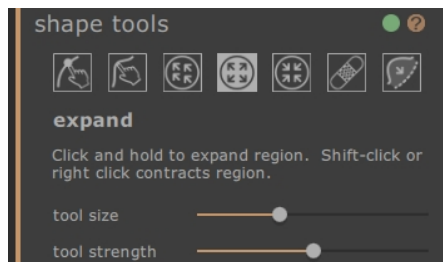 shape tools
?
expand
Click and hold to expand region. Shift-click or
right click contracts region.
tool size
tool strength